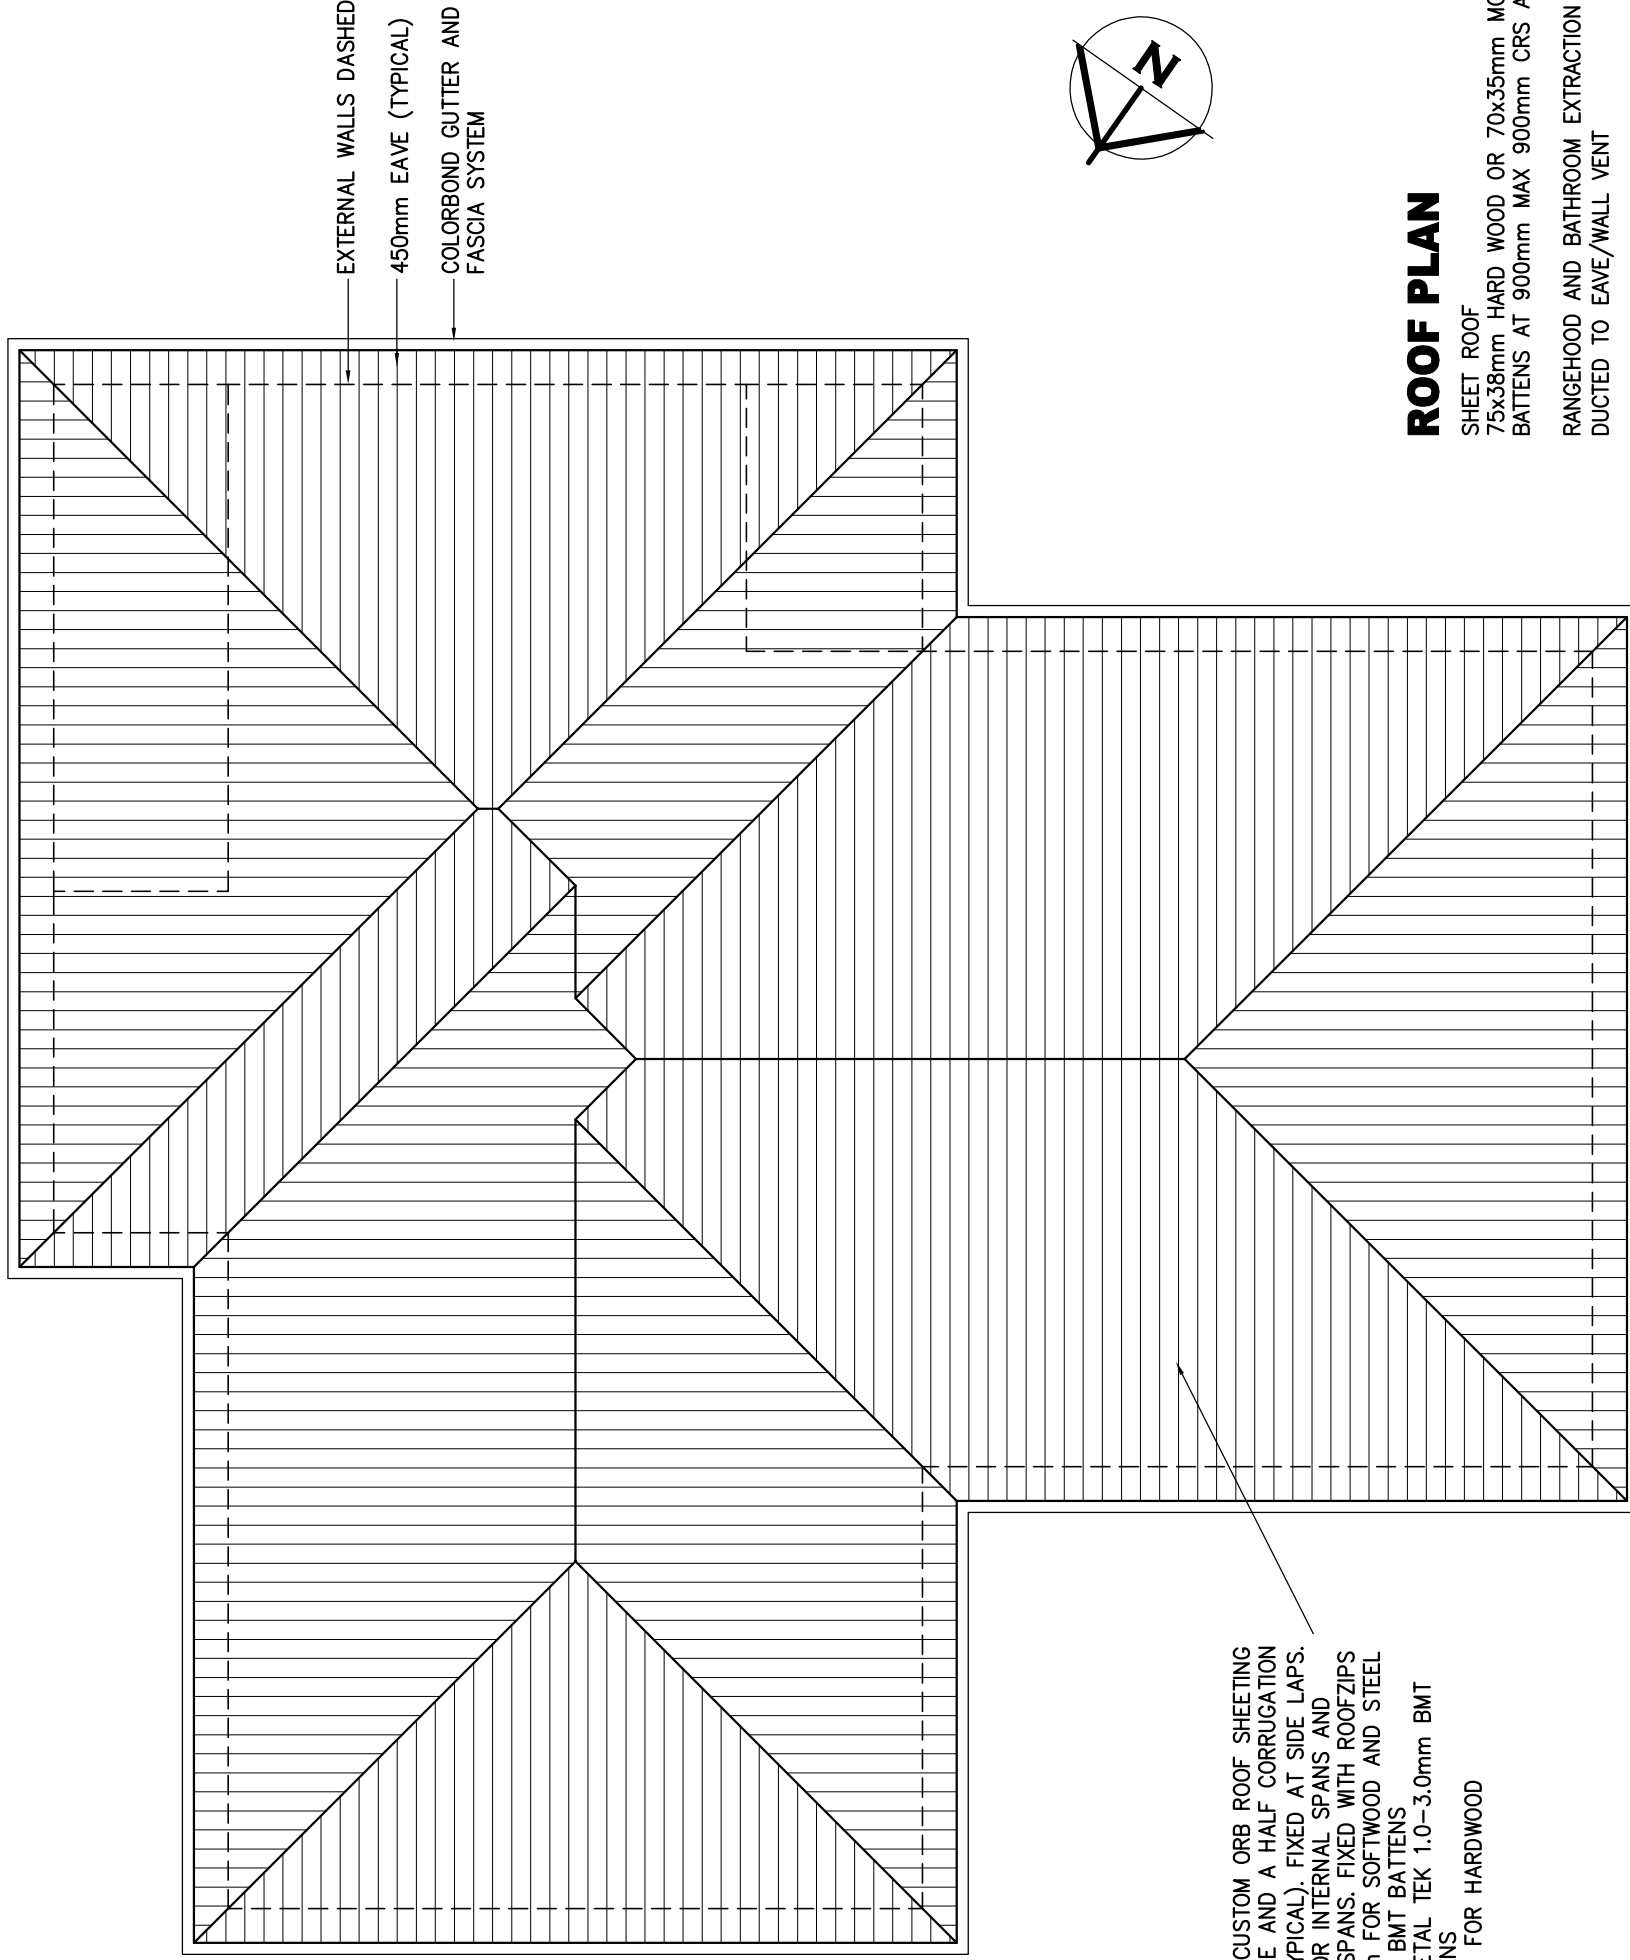 EXTERNAL WALLS DASHED
450mm EAVE (TYPICAL)
COLORBOND GUTTER AND
FASCIA SYSTEM
N
ROOF PLAN
SHEET ROOF
75x38mm HARD WOOD OR 70x35mm
BATTENS AT 900mm MAX 900mm CRS
RANGEHOOD AND BATHROOM EXTRACTION
DUCTED TO EAVE/WALL VENT
CUSTOM ORB ROOF SHEETING
AND A HALF CORRUGATION
FIXED AT SIDE LAPS.
INTERNAL SPANS AND
SPANS. FIXED WITH ROOFZIPS
FOR SOFTWOOD AND STEEL
BMT BATTENS
TEK 1.0-3.0mm BMT
FOR HARDWOOD